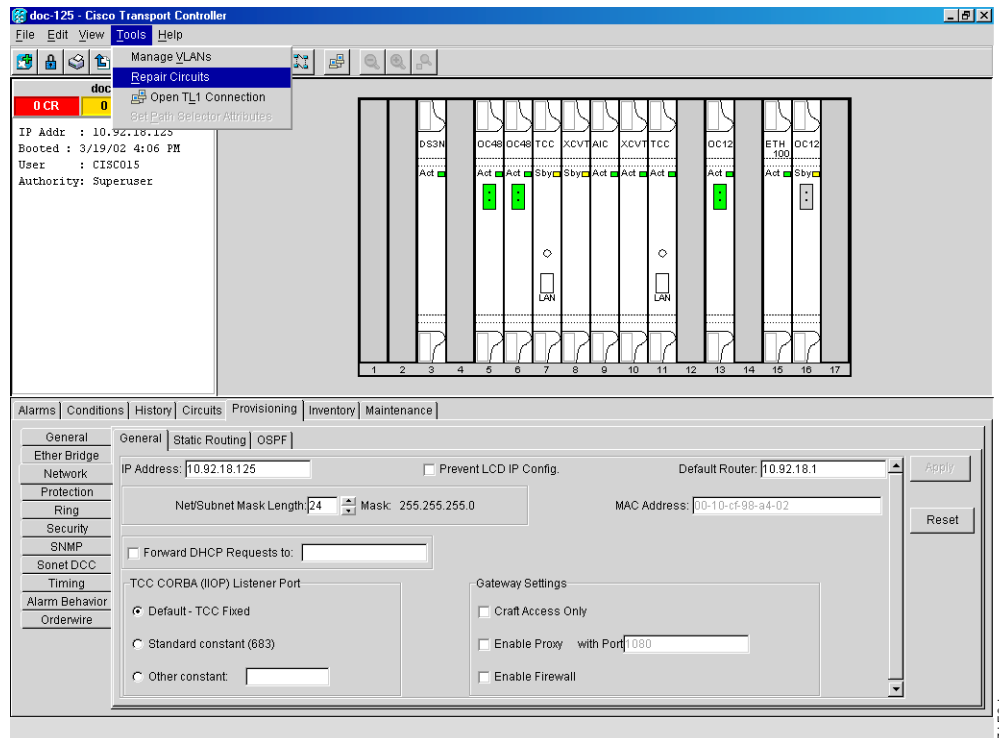 doc-125 - Cisco Transport Controller
File Edit View Tools Help
Manage VLANs
Repair Circuits
Open TL1 Connection
Set Path Selector Attributes
doc
0 CR 0
IP Addr : 10.92.18.125
Booted : 3/19/02 4:06 PM
User : CISCO15
Authority: Superuser
DS3N OC48 OC48 TCC XCVT AIC XCVT TCC OC12 ETH 100 OC12
Act Act Act Sby Sby Act Act Act Act Act Sby
LAN LAN
1 2 3 4 5 6 7 8 9 10 11 12 13 14 15 16 17
Alarms Conditions History Circuits Provisioning Inventory Maintenance
General
Ether Bridge
Network
Protection
Ring
Security
SNMP
Sonet DCC
Timing
Alarm Behavior
Orderwire
General Static Routing OSPF
IP Address: 10.92.18.125 Prevent LCD IP Config. Default Router: 10.92.18.1
Net/Subnet Mask Length: 24 Mask: 255.255.255.0 MAC Address: 00-10-cf-98-a4-02
Forward DHCP Requests to:
TCC CORBA (IIOP) Listener Port
Default - TCC Fixed
Standard constant (683)
Other constant:
Gateway Settings
Craft Access Only
Enable Proxy with Port 1080
Enable Firewall
Apply
Reset